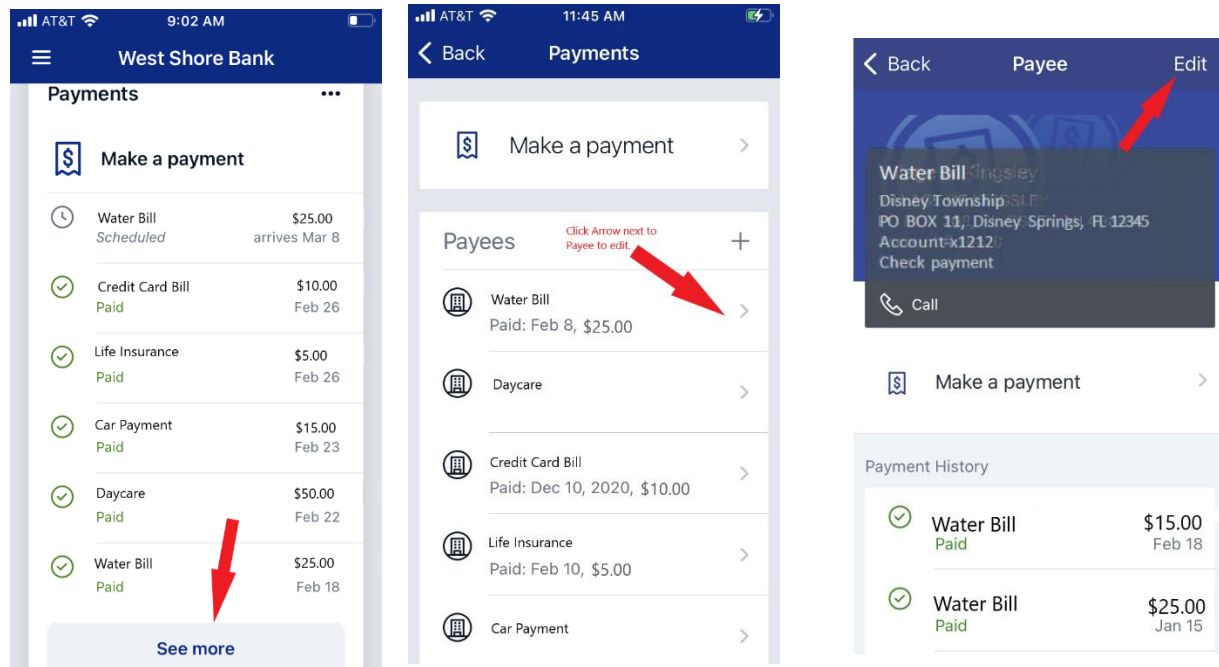 AT&T 9:02 AM
West Shore Bank
Payments
Make a payment
Water Bill $25.00
Scheduled arrives Mar 8
Credit Card Bill $10.00
Paid Feb 26
Life Insurance $5.00
Paid Feb 26
Car Payment $15.00
Paid Feb 23
Daycare $50.00
Paid Feb 22
Water Bill $25.00
Paid Feb 18
See more
AT&T 11:45 AM
Back Payments
Make a payment
Payees
Click Arrow next to
Payee to edit.
Water Bill
Paid: Feb 8, $25.00
Daycare
Credit Card Bill
Paid: Dec 10, 2020, $10.00
Life Insurance
Paid: Feb 10, $5.00
Car Payment
Back Payee Edit
Water Bill
Disney Township
PO BOX 11, Disney Springs, FL 12345
Account x1212
Check payment
Call
Make a payment
Payment History
Water Bill $15.00
Paid Feb 18
Water Bill $25.00
Paid Jan 15